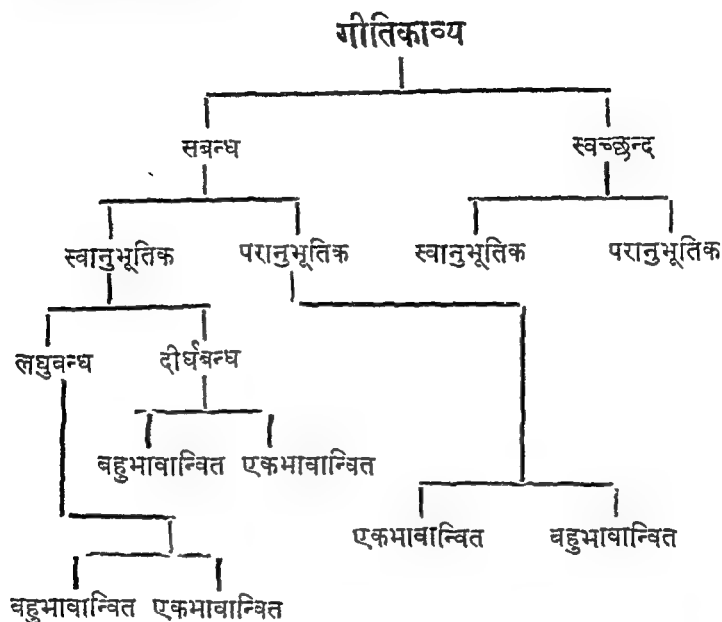 गीतिकाव्य
सबन्ध स्वच्छन्द
स्वानुभूतिक परानुभूतिक स्वानुभूतिक परानुभूतिक
लघुबन्ध दीर्घबन्ध
बहुभावान्वित एकभावान्वित
एकभावान्वित बहुभावान्वित
बहुभावान्वित एकभावान्वित